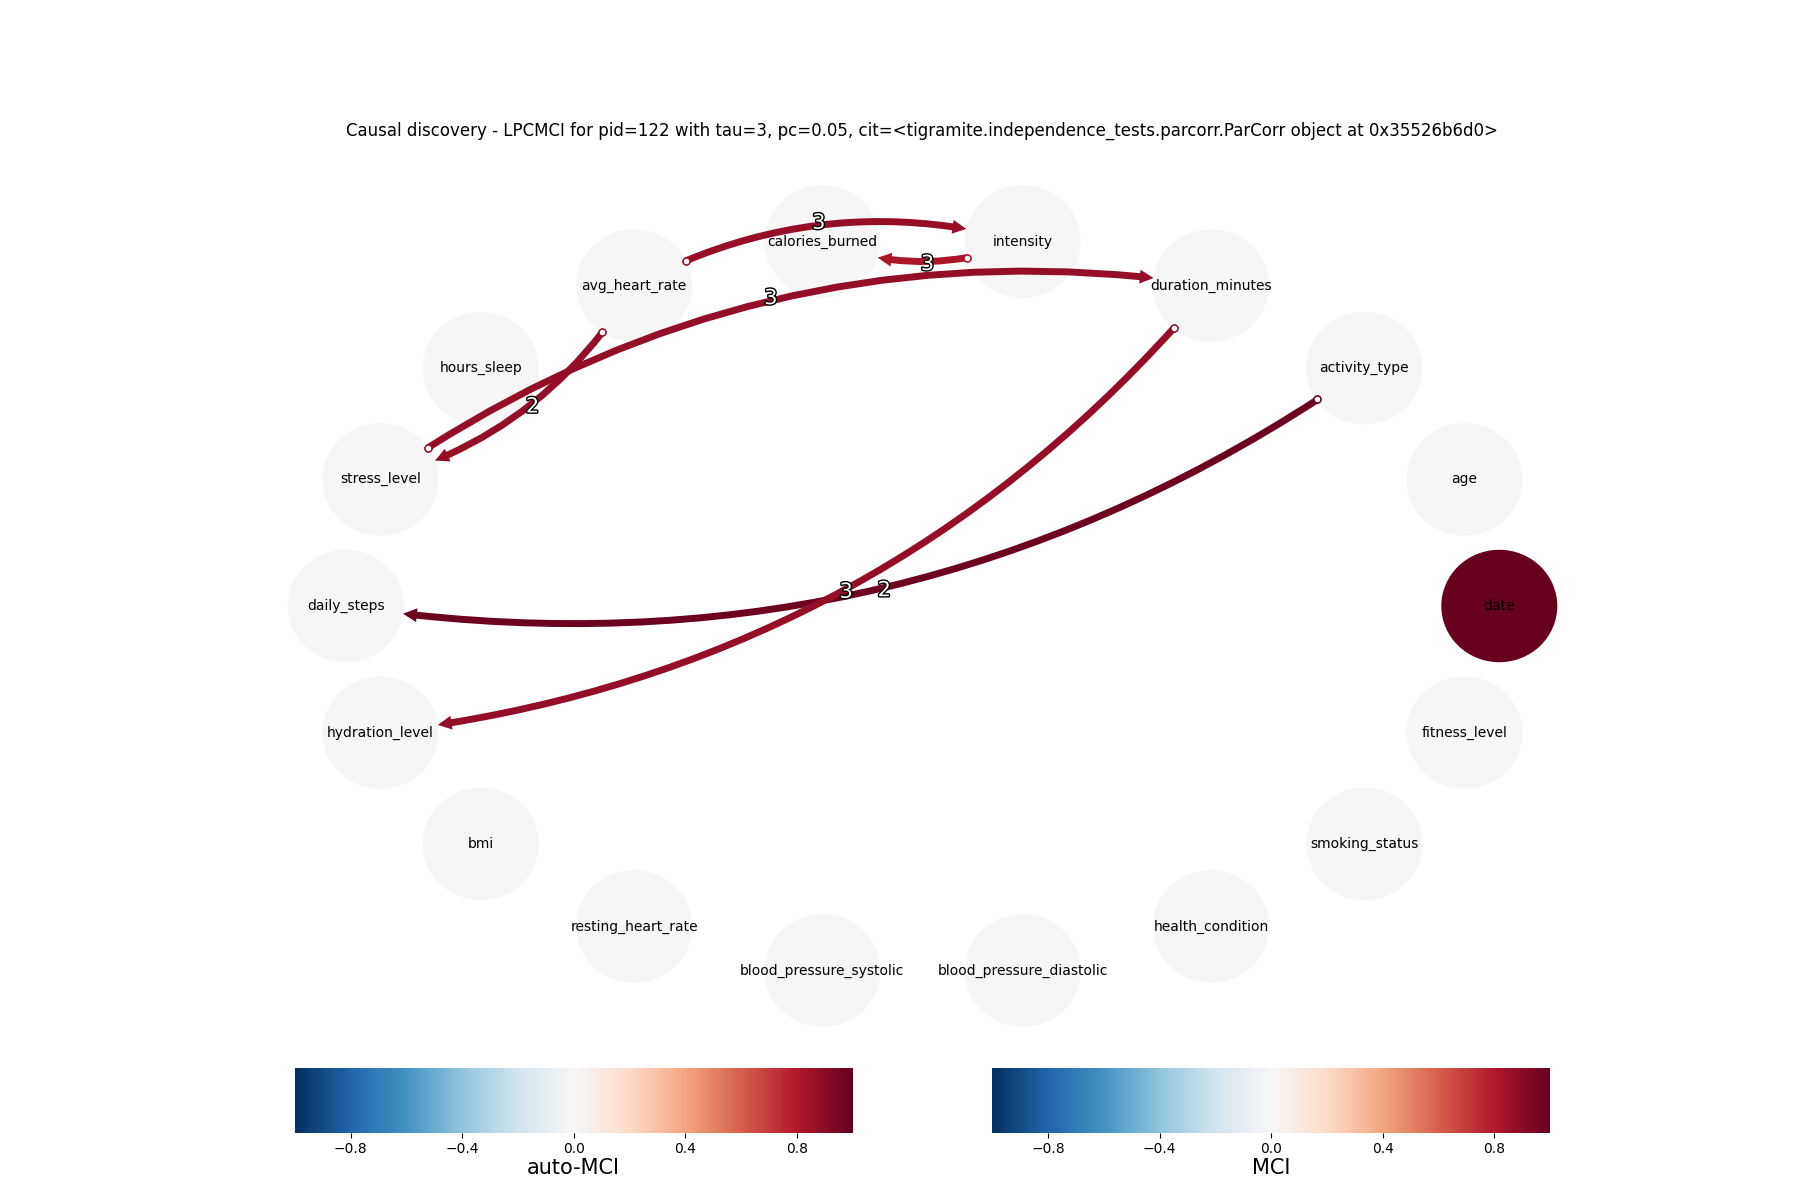 Causal discovery - LPCMCI for pid=122 with tau=3, pc=0.05, cit=<tigramite.independence_tests.parcorr.ParCorr object at 0x35526b6d0>
3
calories_burned
intensity
3
avg_heart_rate
duration_minutes
3
hours_sleep
activity_type
2
stress_level
age
3
2
daily_steps
date
hydration_level
fitness_level
bmi
smoking_status
resting_heart_rate
health_condition
blood_pressure_systolic
blood_pressure_diastolic
−0.8 −0.4 0.0 0.4 0.8
auto-MCI
−0.8 −0.4 0.0 0.4 0.8
MCI